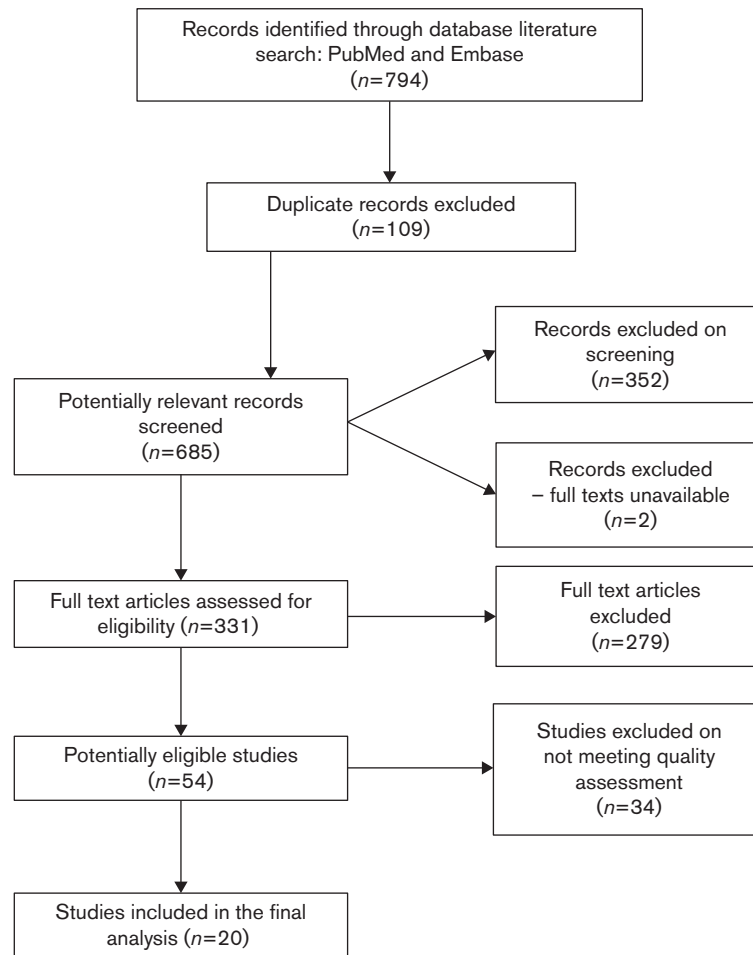 Records identified through database literature
search: PubMed and Embase
(n=794)
Duplicate records excluded
(n=109)
Records excluded on
screening
(n=352)
Potentially relevant records
screened
(n=685)
Records excluded
– full texts unavailable
(n=2)
Full text articles assessed for
eligibility (n=331)
Full text articles
excluded
(n=279)
Studies excluded on
not meeting quality
assessment
(n=34)
Potentially eligible studies
(n=54)
Studies included in the final
analysis (n=20)